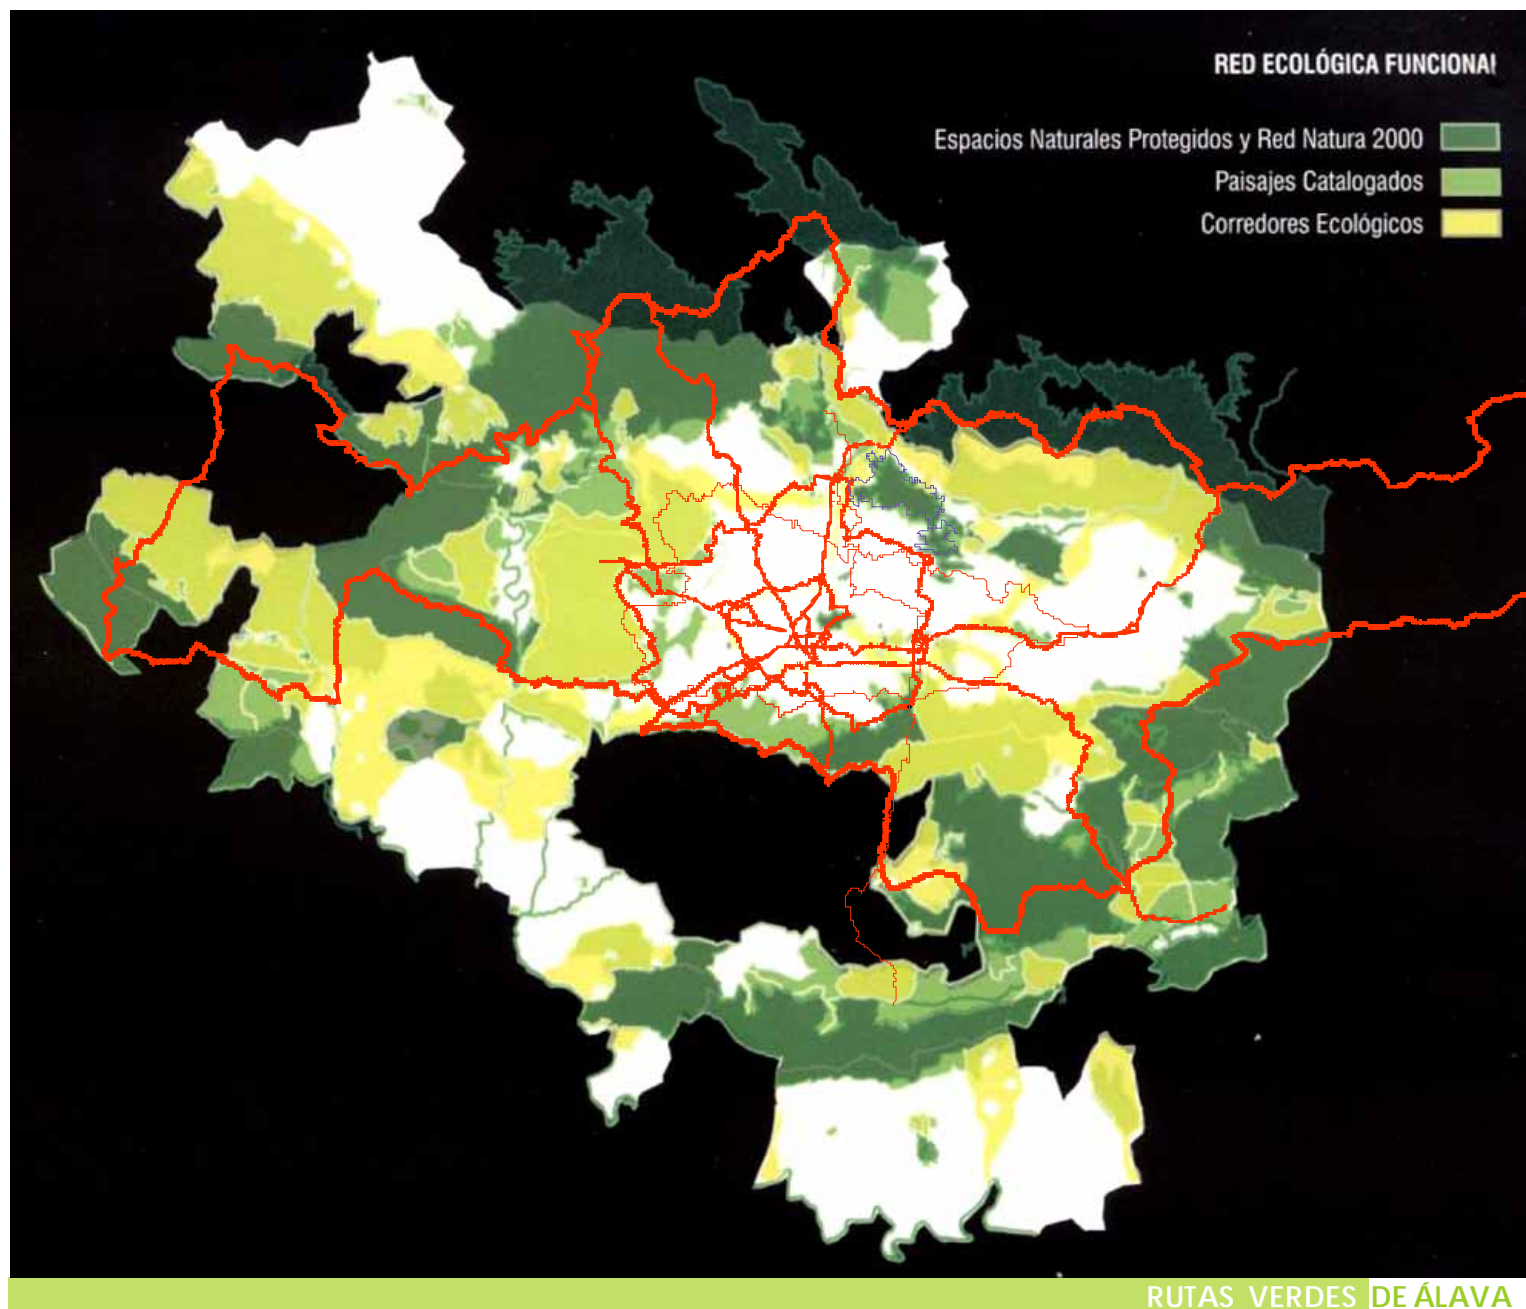 RED ECOLÓGICA FUNCIONAL
Espacios Naturales Protegidos y Red Natura 2000
Paisajes Catalogados
Corredores Ecológicos
RUTAS VERDES DE ÁLAVA